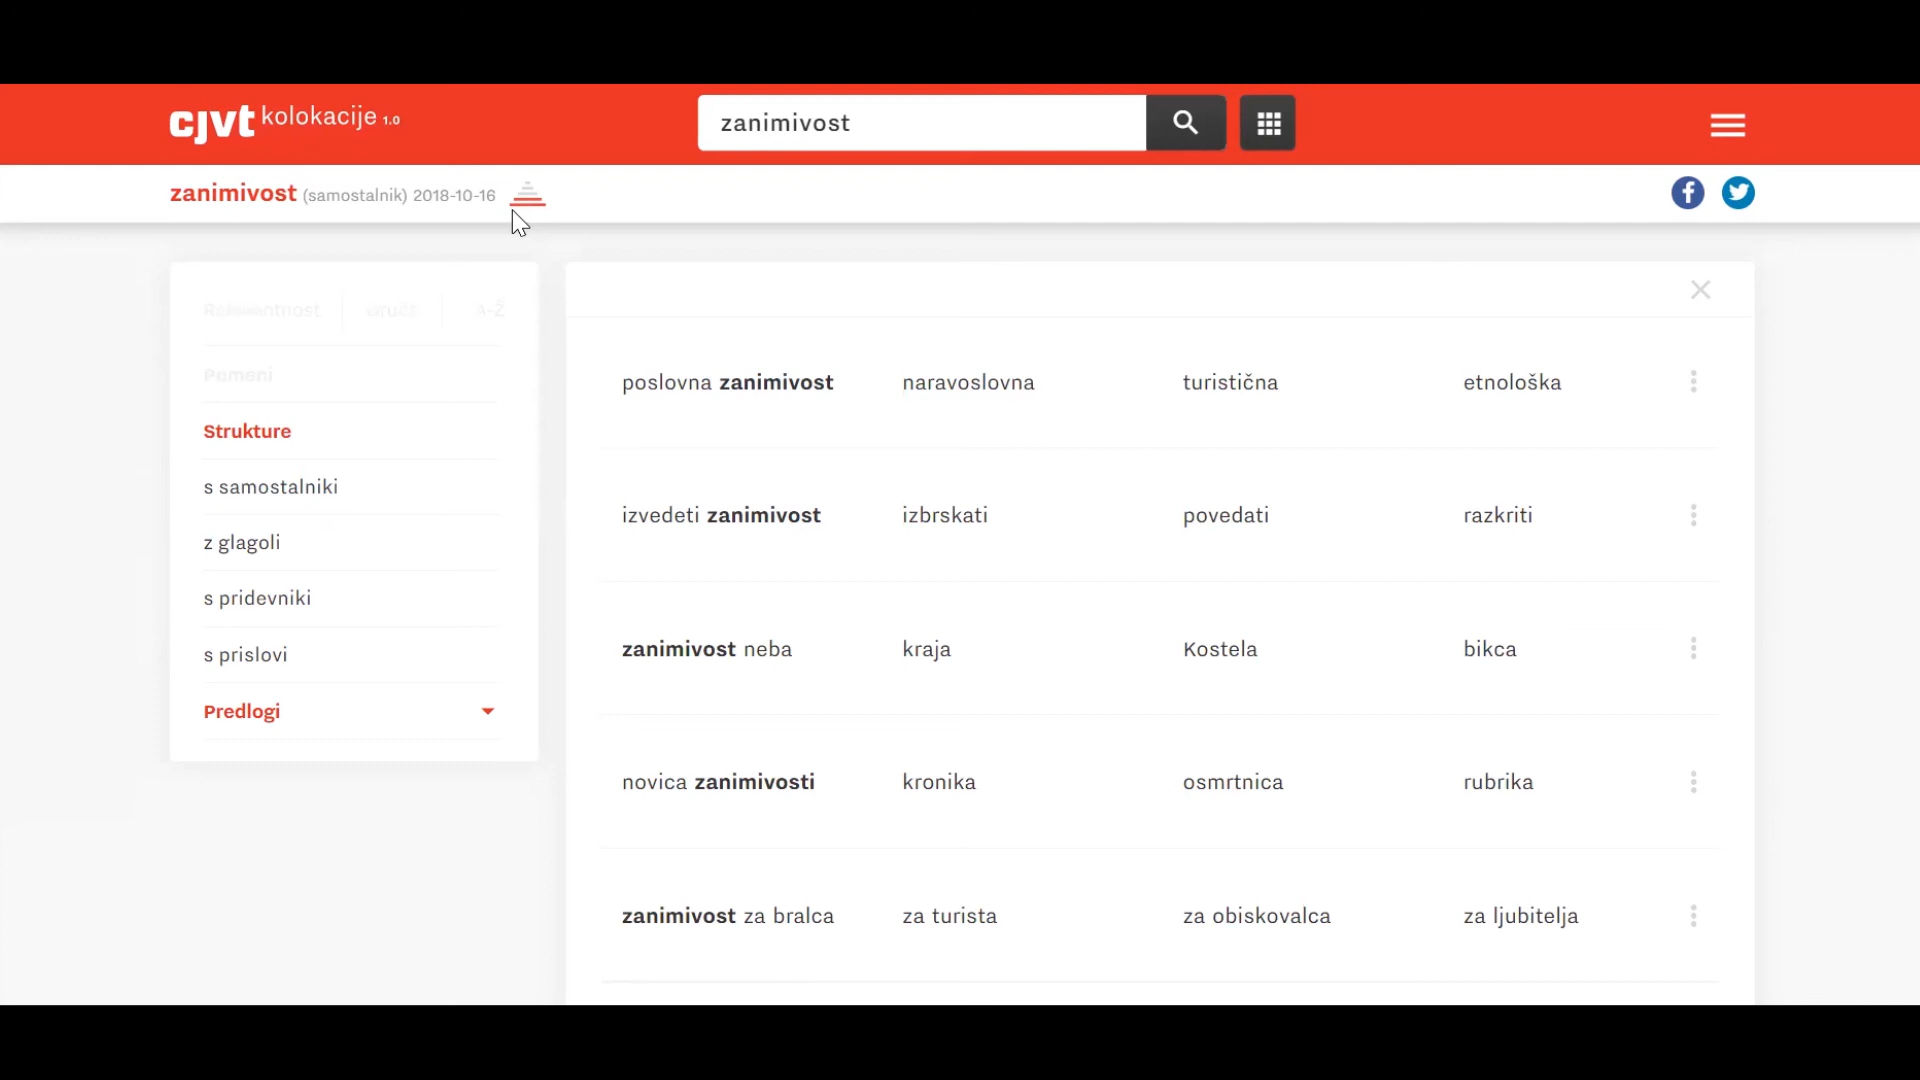 cjvt kolokacije 1.0
zanimivost
zanimivost (samostalnik) 2018-10-16
A-Ž
Pomeni
Strukture
s samostalniki
z glagoli
s pridevniki
s prislovi
Predlogi
poslovna zanimivost naravoslovna turistična etnološka
izvedeti zanimivost izbrskati povedati razkriti
zanimivost neba kraja Kostela bikca
novica zanimivosti kronika osmrtnica rubrika
zanimivost za bralca za turista za obiskovalca za ljubitelja